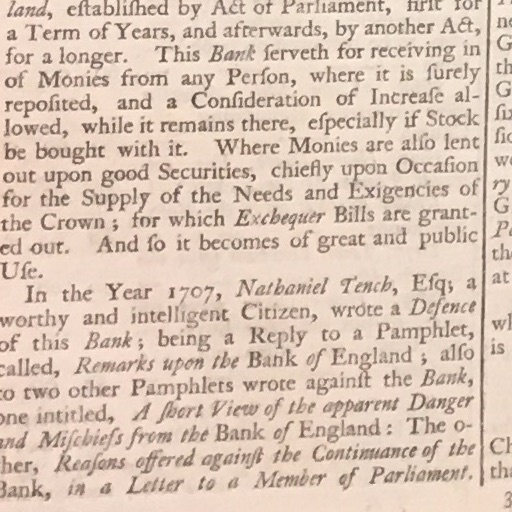 land, eſtabliſhed by Act of Parliament, firſt for
a Term of Years, and afterwards, by another Act,
for a longer. This Bank ſerveth for receiving in
of Monies from any Perſon, where it is ſurely
repoſited, and a Conſideration of Increaſe al-
lowed, while it remains there, eſpecially if Stock
be bought with it. Where Monies are alſo lent
out upon good Securities, chiefly upon Occaſion
for the Supply of the Needs and Exigencies of
the Crown; for which Exchequer Bills are grant-
ed out. And ſo it becomes of great and public
Uſe.
In the Year 1707, Nathaniel Tench, Eſq; a
worthy and intelligent Citizen, wrote a Defence
of this Bank; being a Reply to a Pamphlet,
called, Remarks upon the Bank of England; alſo
to two other Pamphlets wrote againſt the Bank,
one intitled, A ſhort View of the apparent Danger
and Miſchiefs from the Bank of England: The o-
ther, Reaſons offered againſt the Continuance of the
Bank, in a Letter to a Member of Parliament.